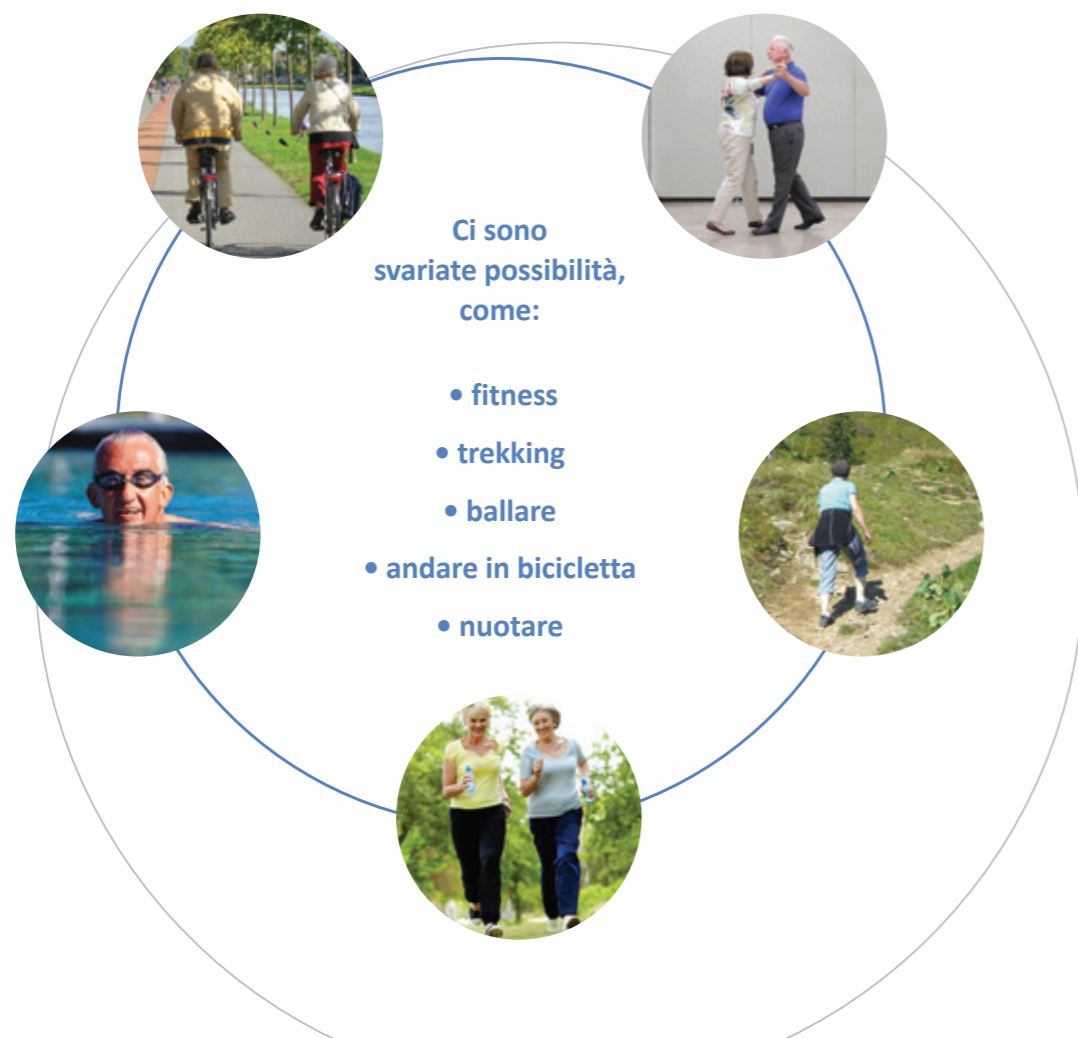 Ci sono
svariate possibilità,
come:
• fitness
• trekking
• ballare
• andare in bicicletta
• nuotare